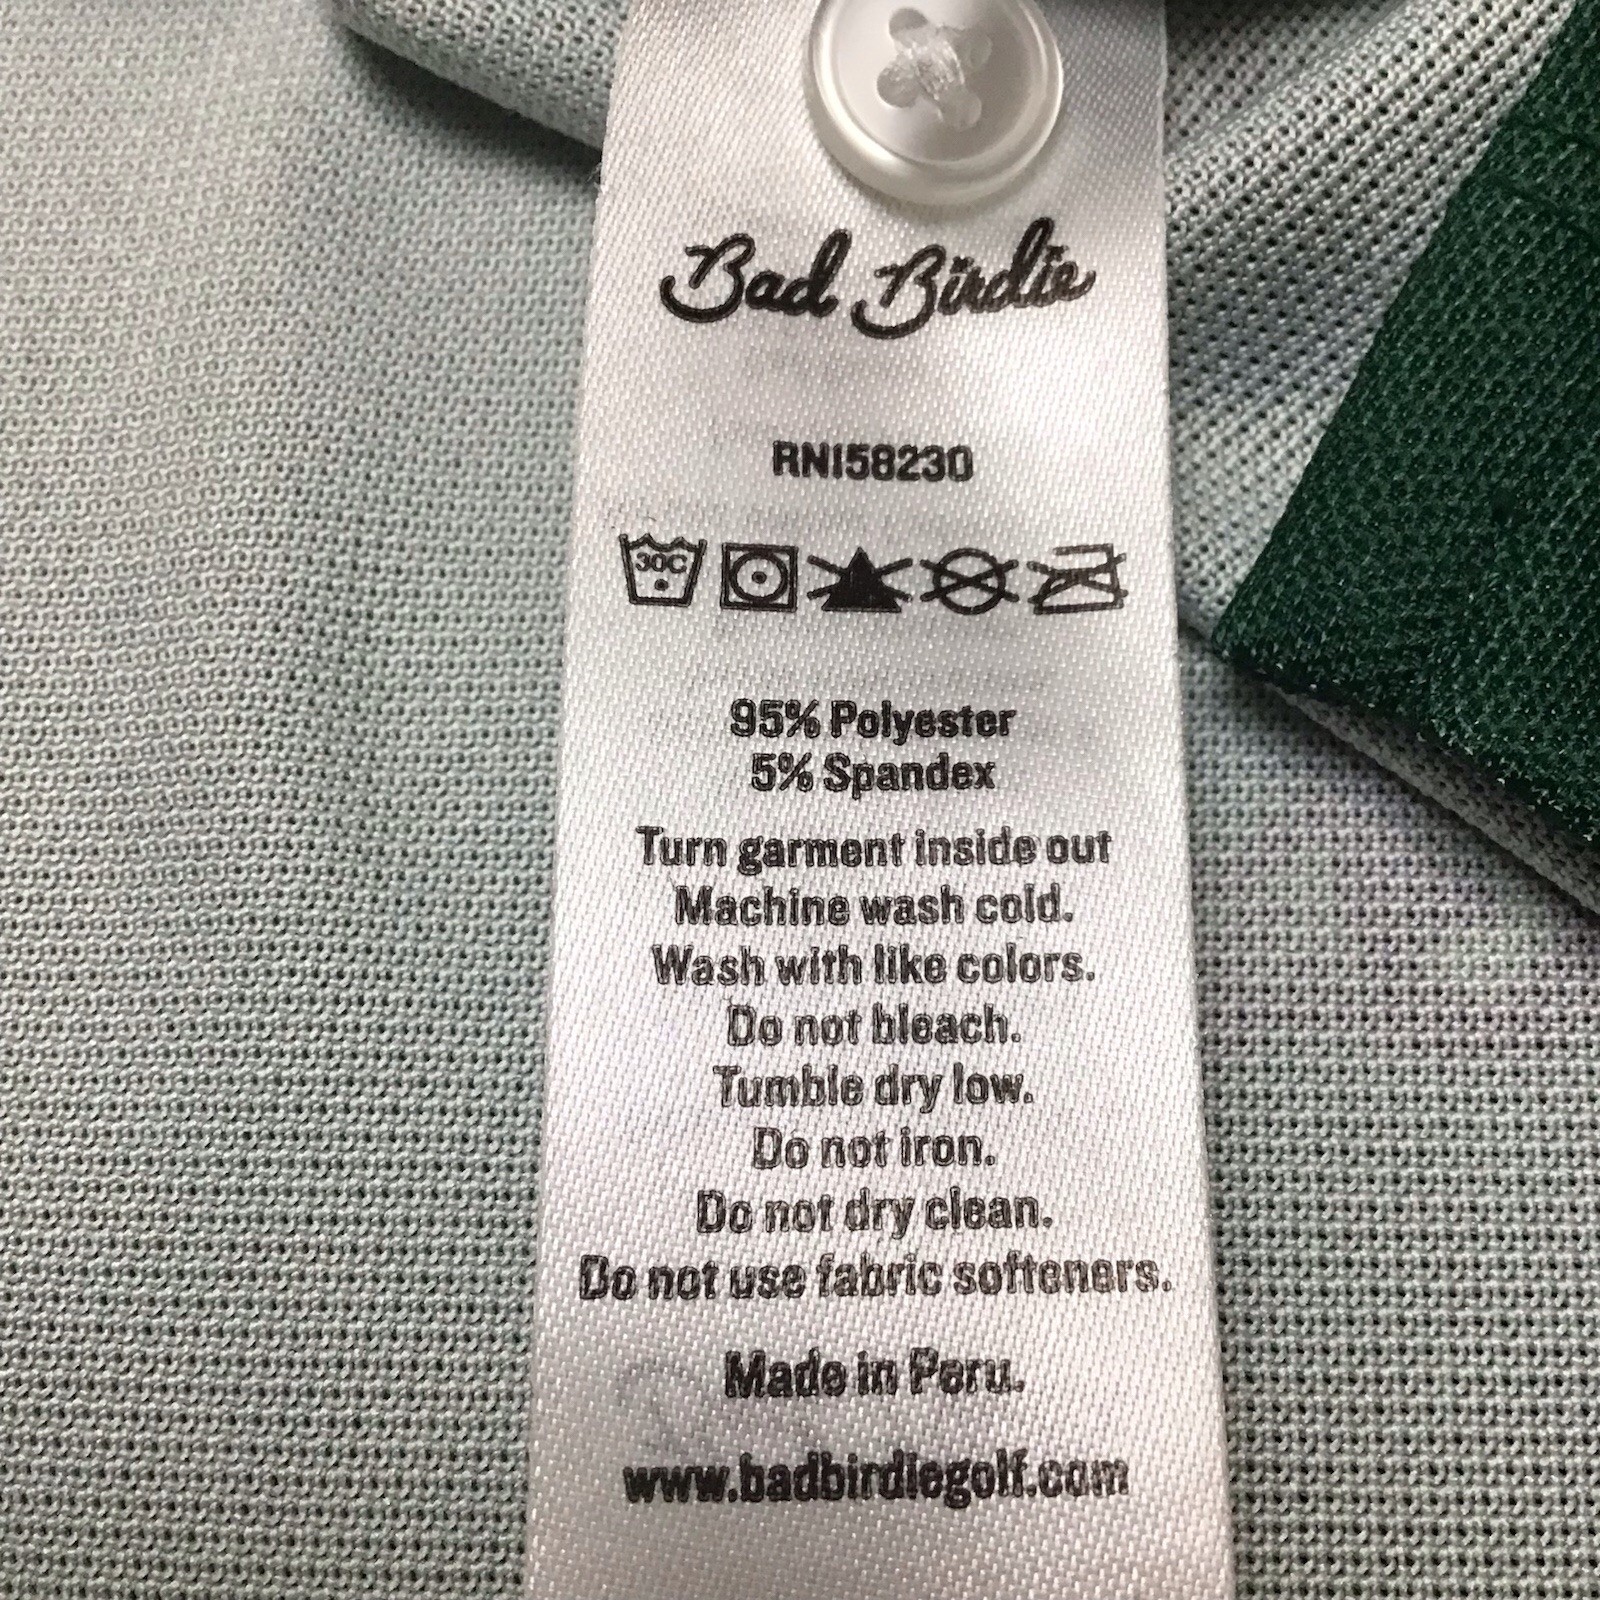 Bad Birdie
RN158230
30C
95% Polyester
5% Spandex
Turn garment inside out
Machine wash cold.
Wash with like colors.
Do not bleach.
Tumble dry low.
Do not iron.
Do not dry clean.
Do not use fabric softeners.
Made in Peru.
www.badbirdiegolf.com